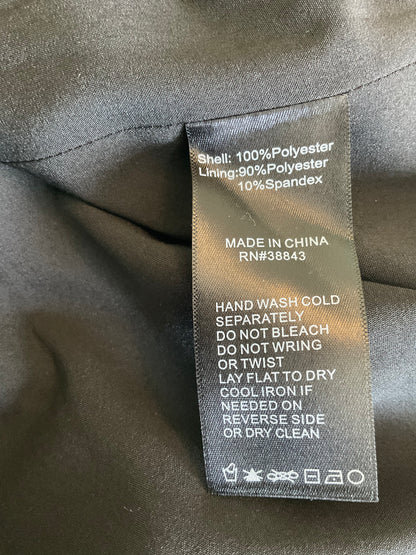 Shell: 100%Polyester
Lining:90%Polyester
10%Spandex
MADE IN CHINA
RN#38843
HAND WASH COLD
SEPARATELY
DO NOT BLEACH
DO NOT WRING
OR TWIST
LAY FLAT TO DRY
COOL IRON IF
NEEDED ON
REVERSE SIDE
OR DRY CLEAN